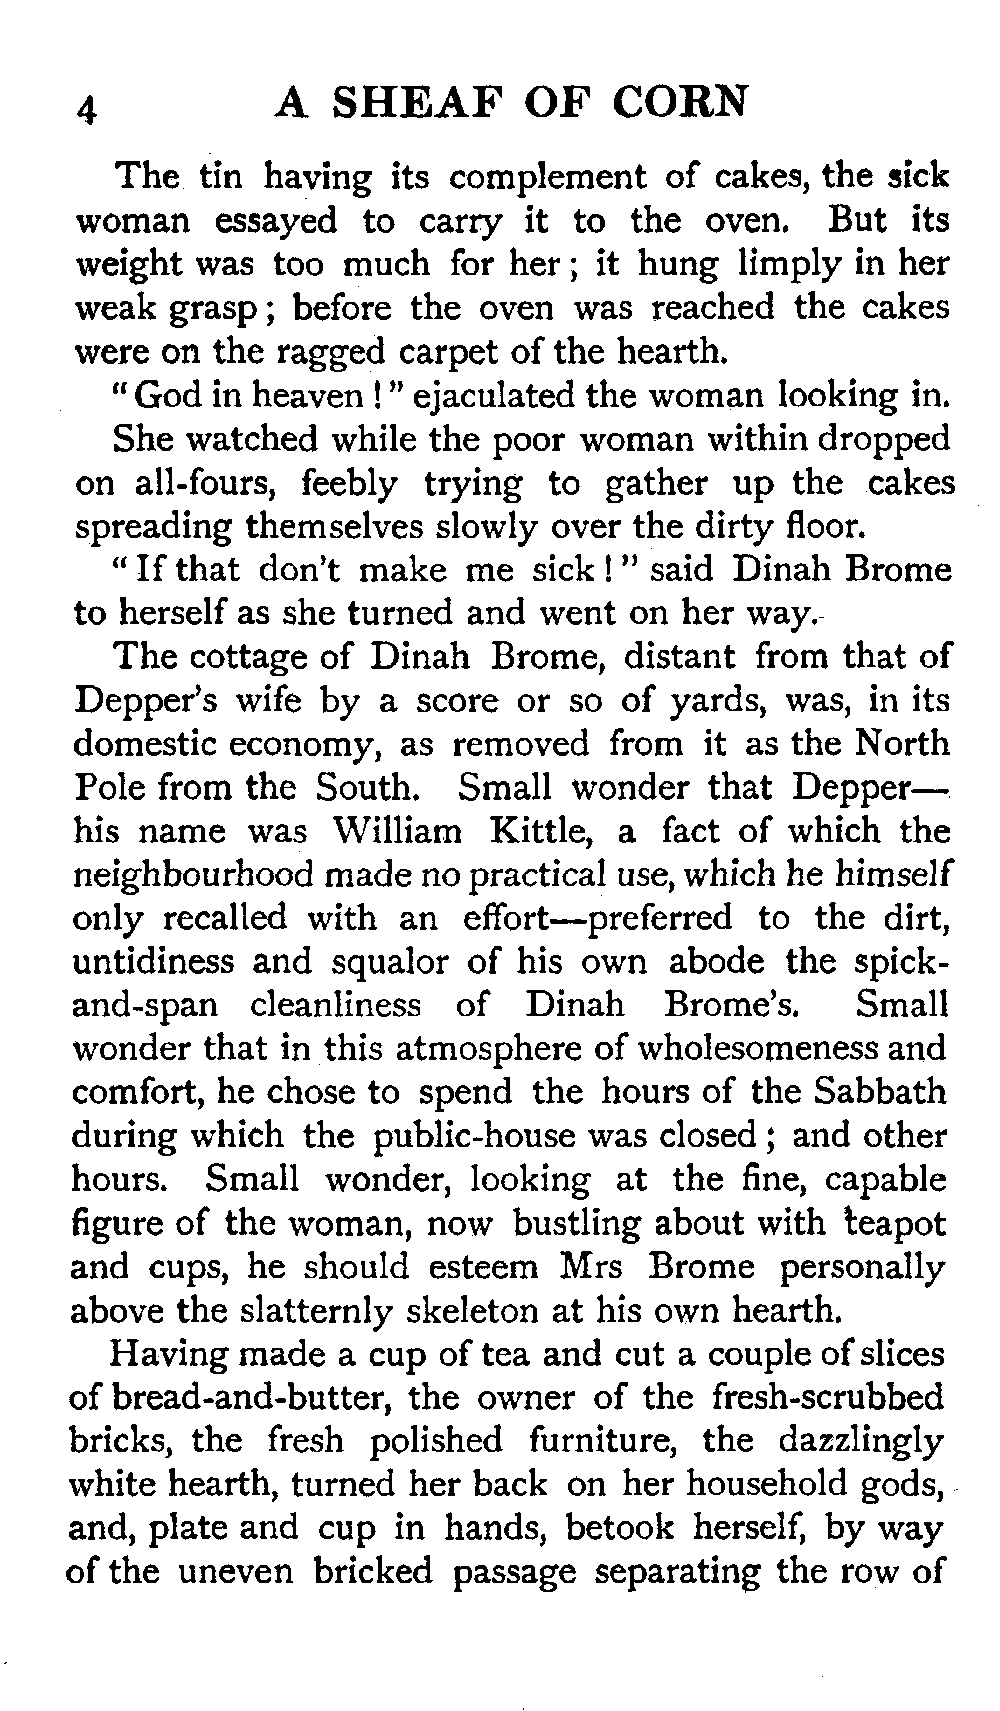 4 A SHEAF OF CORN
The tin having its complement of cakes, the sick
woman essayed to carry it to the oven. But its
weight was too much for her; it hung limply in her
weak grasp; before the oven was reached the cakes
were on the ragged carpet of the hearth.
"God in heaven!" ejaculated the woman looking in.
She watched while the poor woman within dropped
on all-fours, feebly trying to gather up the cakes
spreading themselves slowly over the dirty floor.
"If that don't make me sick!" said Dinah Brome
to herself as she turned and went on her way.
The cottage of Dinah Brome, distant from that of
Depper's wife by a score or so of yards, was, in its
domestic economy, as removed from it as the North
Pole from the South. Small wonder that Depper—
his name was William Kittle, a fact of which the
neighbourhood made no practical use, which he himself
only recalled with an effort—preferred to the dirt,
untidiness and squalor of his own abode the spick-
and-span cleanliness of Dinah Brome's. Small
wonder that in this atmosphere of wholesomeness and
comfort, he chose to spend the hours of the Sabbath
during which the public-house was closed; and other
hours. Small wonder, looking at the fine, capable
figure of the woman, now bustling about with teapot
and cups, he should esteem Mrs Brome personally
above the slatternly skeleton at his own hearth.
Having made a cup of tea and cut a couple of slices
of bread-and-butter, the owner of the fresh-scrubbed
bricks, the fresh polished furniture, the dazzlingly
white hearth, turned her back on her household gods,
and, plate and cup in hands, betook herself, by way
of the uneven bricked passage separating the row of